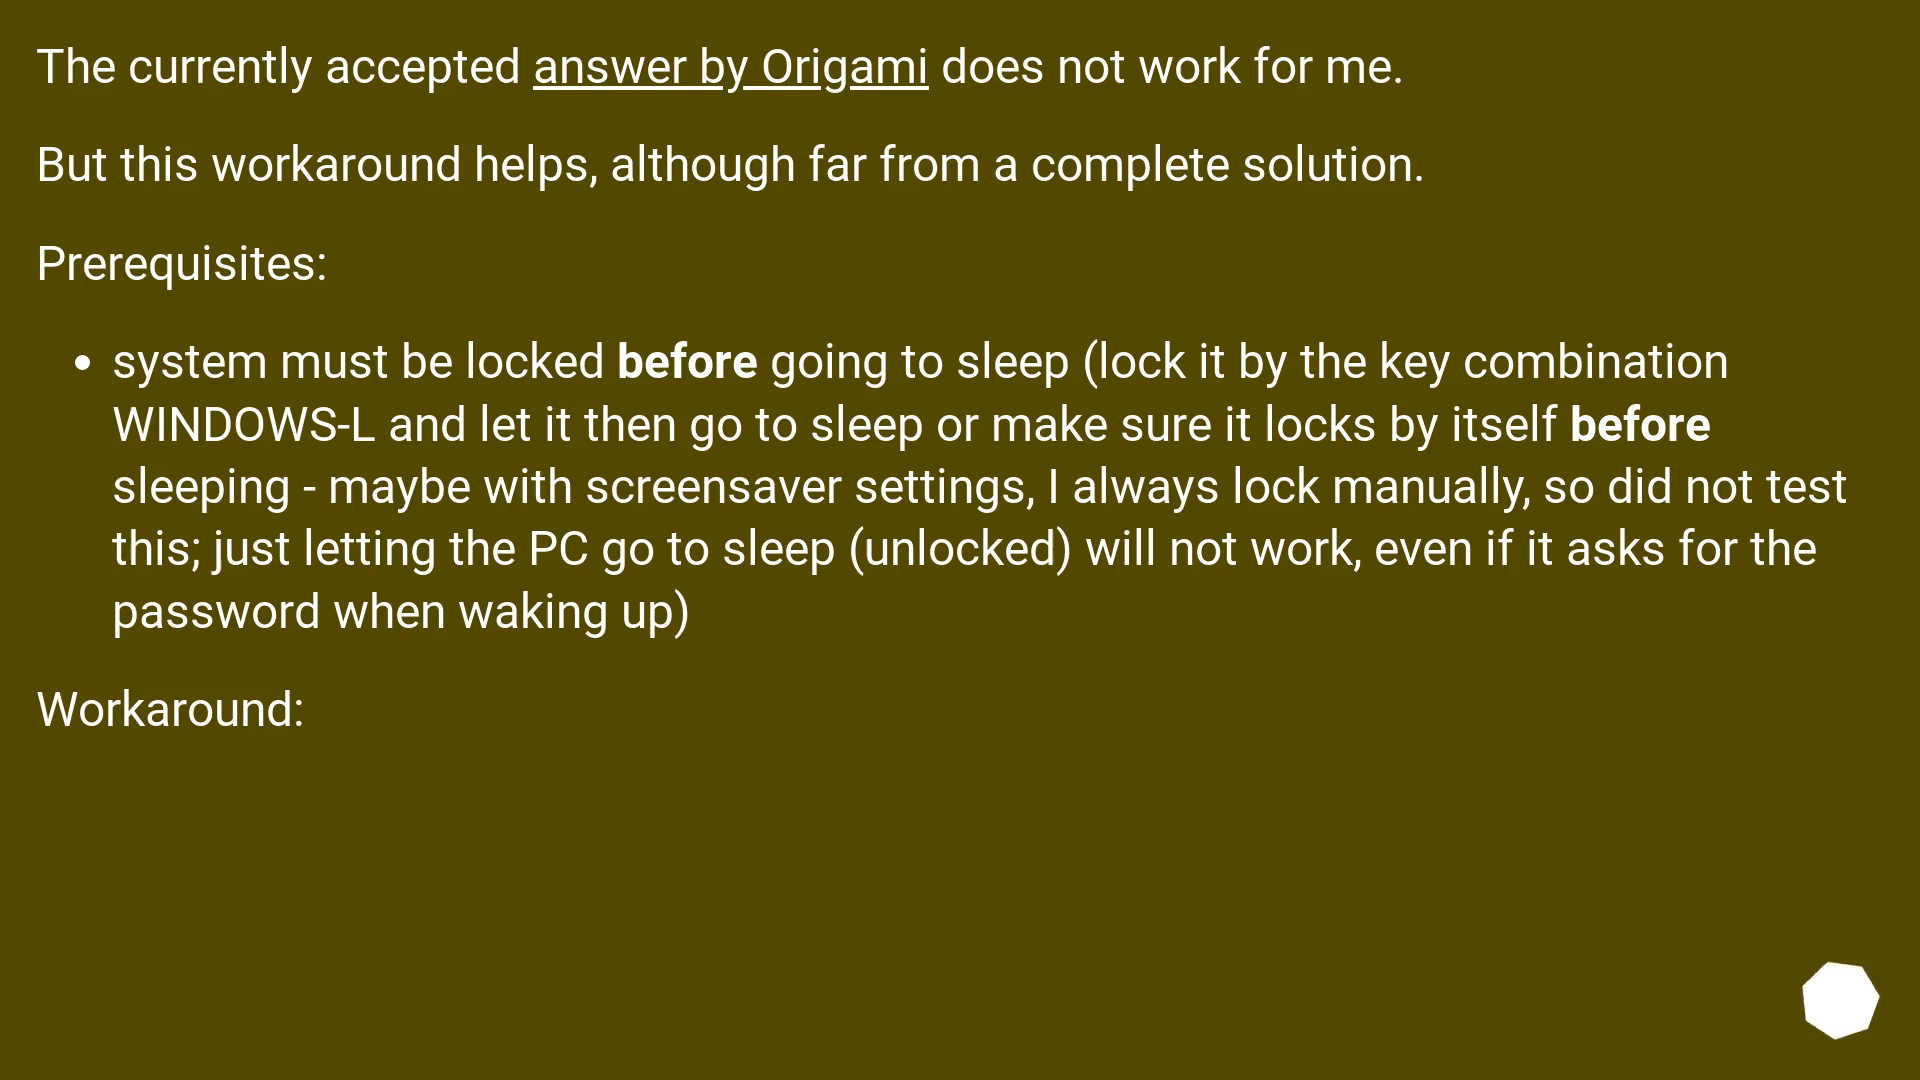 The currently accepted answer by Origami does not work for me.
But this workaround helps, although far from a complete solution.
Prerequisites:
• system must be locked before going to sleep (lock it by the key combination
WINDOWS-L and let it then go to sleep or make sure it locks by itself before
sleeping - maybe with screensaver settings, I always lock manually, so did not test
this; just letting the PC go to sleep (unlocked) will not work, even if it asks for the
password when waking up)
Workaround: